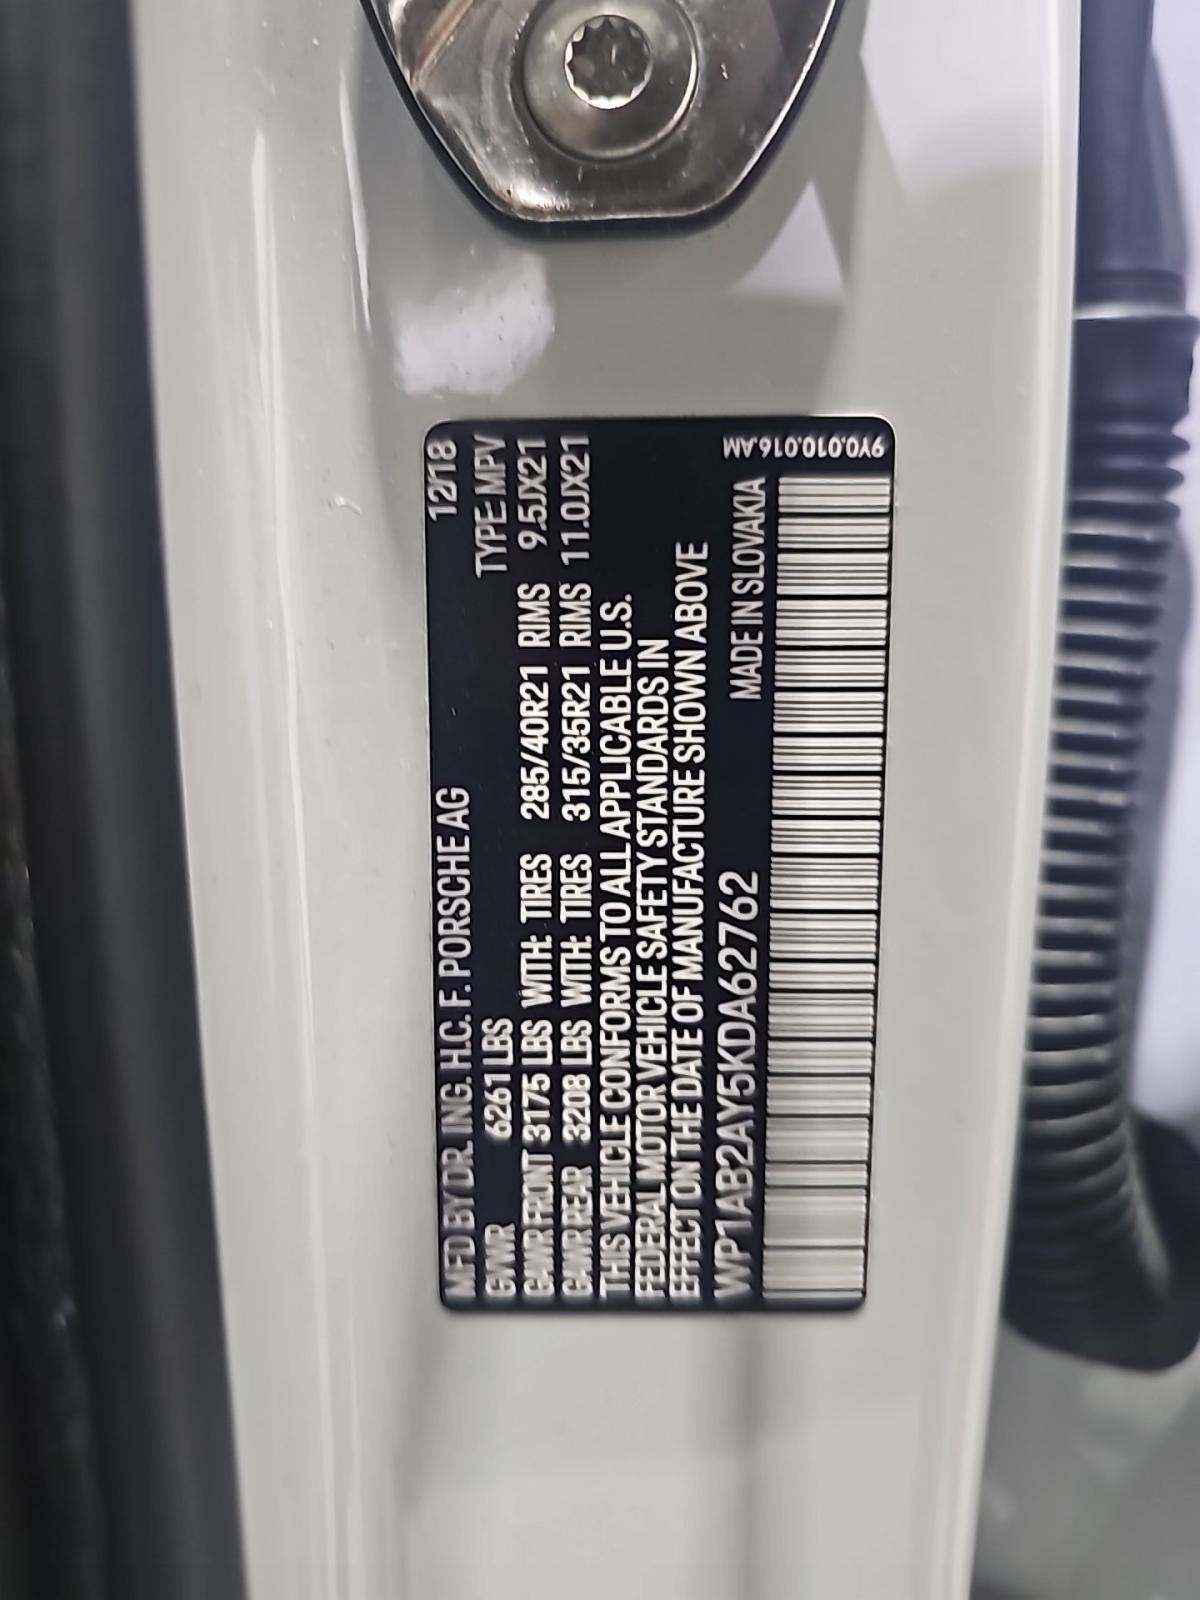 MFD BY DR. ING. H.C. F. PORSCHE AG 12/18
GVWR 6261 LBS TYPE: MPV
GAWR FRONT 3175 LBS WITH: TIRES 285/40R21 RIMS 9.5JX21
GAWR REAR 3208 LBS WITH: TIRES 315/35R21 RIMS 11.0JX21
THIS VEHICLE CONFORMS TO ALL APPLICABLE U.S.
FEDERAL MOTOR VEHICLE SAFETY STANDARDS IN
EFFECT ON THE DATE OF MANUFACTURE SHOWN ABOVE
WP1AB2AY5KDA62762 MADE IN SLOVAKIA
9Y0.010.016.AM